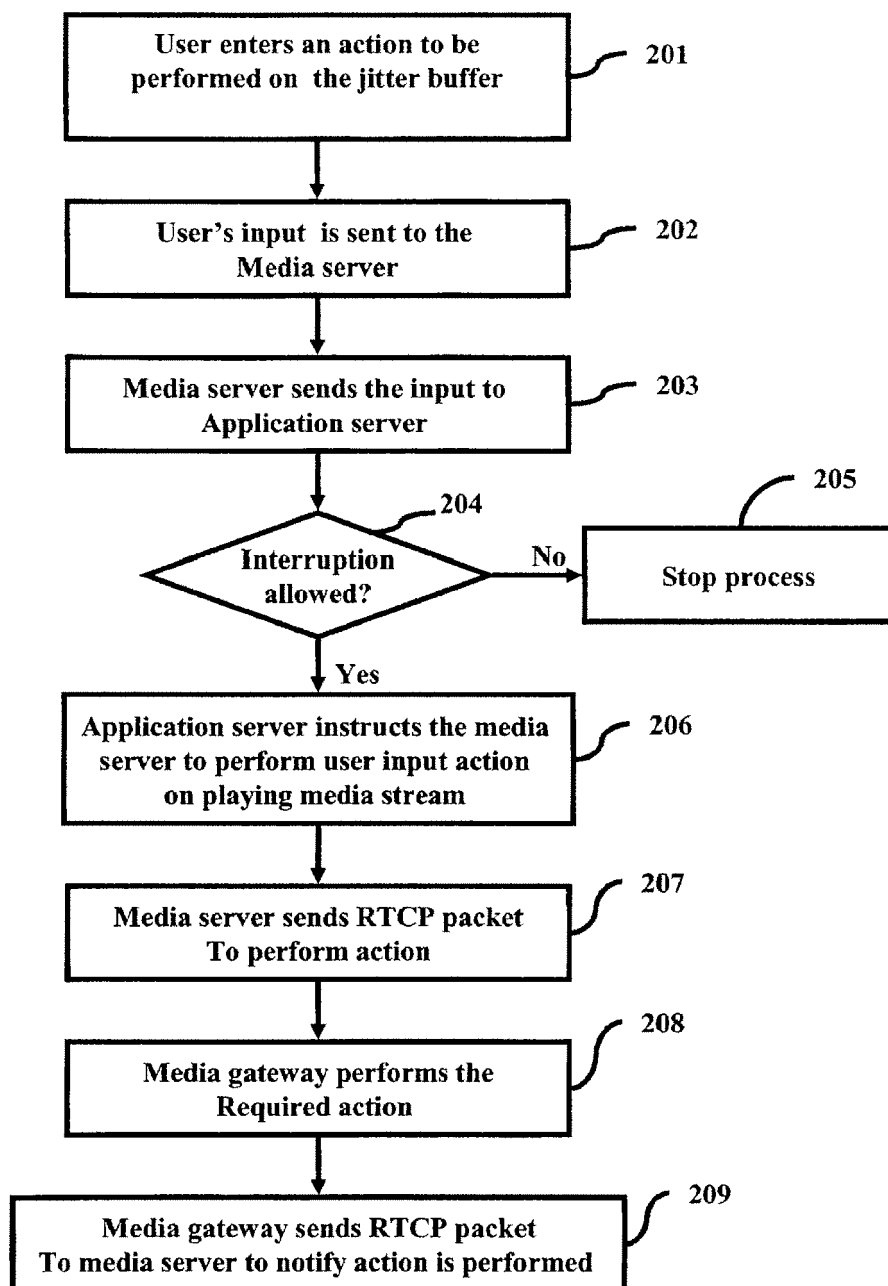 User enters an action to be
performed on the jitter buffer
201
User's input is sent to the
Media server
202
Media server sends the input to
Application server
203
204
Interruption
allowed?
No
205
Stop process
Yes
Application server instructs the media
server to perform user input action
on playing media stream
206
Media server sends RTCP packet
To perform action
207
Media gateway performs the
Required action
208
Media gateway sends RTCP packet
To media server to notify action is performed
209